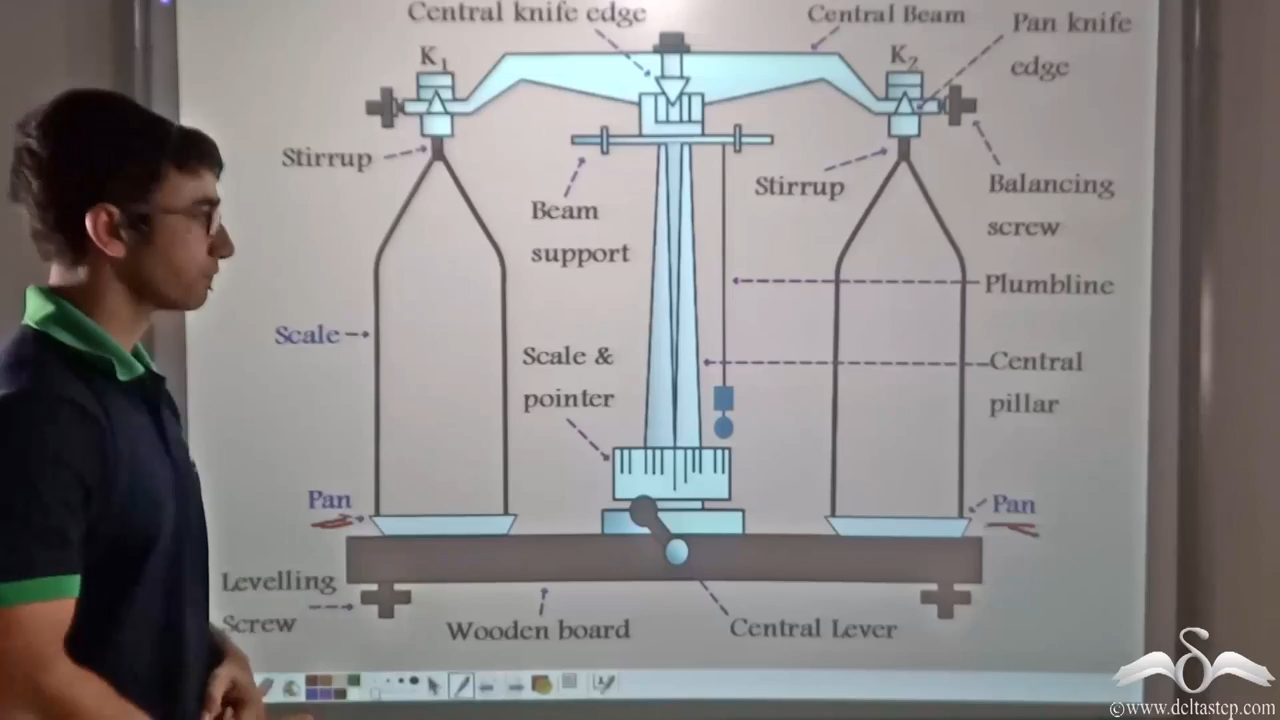 Central knife edge
Central Beam
Pan knife
edge
K1
K2
Stirrup
Stirrup
Balancing
screw
Beam
support
Plumbline
Scale
Scale &
pointer
Central
pillar
Pan
Pan
Levelling
Screw
Wooden board
Central Lever
©www.deltastep.com